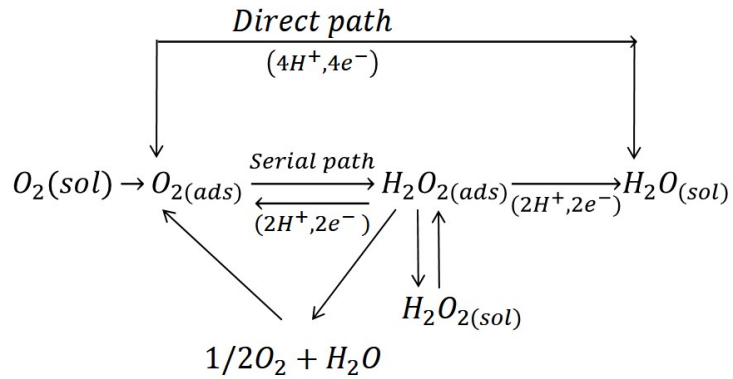 Direct path
(4H⁺,4e⁻)
Serial path
O₂(sol) → O₂(ads) H₂O₂(ads) H₂O(sol)
(2H⁺,2e⁻) (2H⁺,2e⁻)
H₂O₂(sol)
1/2O₂ + H₂O